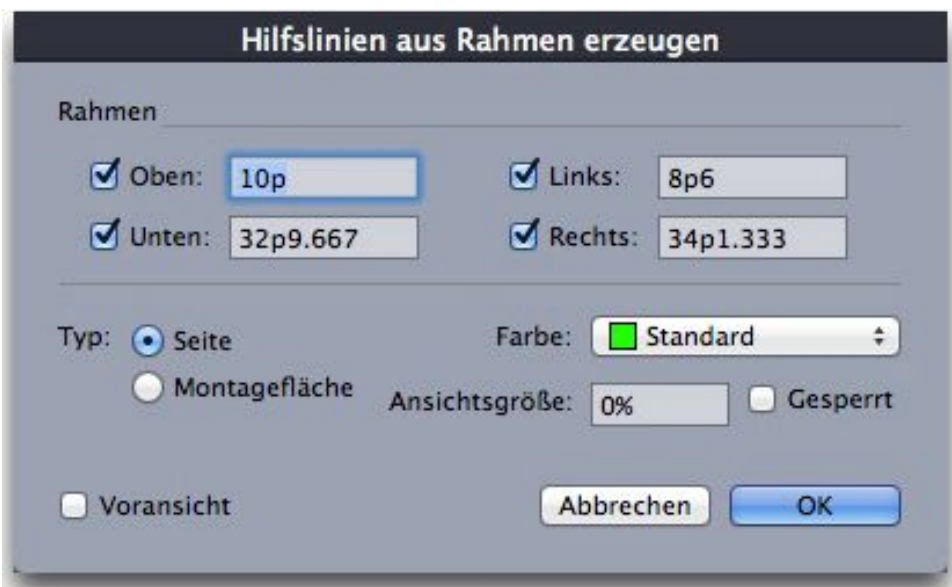 Hilfslinien aus Rahmen erzeugen
Rahmen
Oben: 10p Links: 8p6
Unten: 32p9.667 Rechts: 34p1.333
Typ: Seite Farbe: Standard
Montagefläche Ansichtsgröße: 0% Gesperrt
Voransicht Abbrechen OK